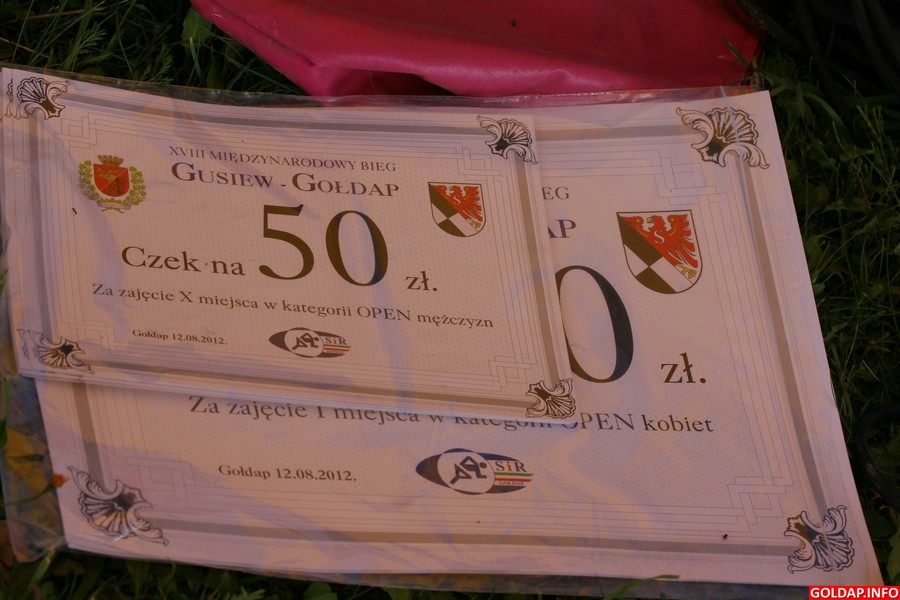 XVIII MIĘDZYNARODOWY BIEG
GUSIEW - GOŁDAP
Czek na 50 zł.
Za zajęcie X miejsca w kategorii OPEN mężczyzn
Gołdap 12.08.2012.
SiR
EG
AP
0 zł.
Za zajęcie I miejsca w kategorii OPEN kobiet
Gołdap 12.08.2012.
SiR
GOLDAP.INFO